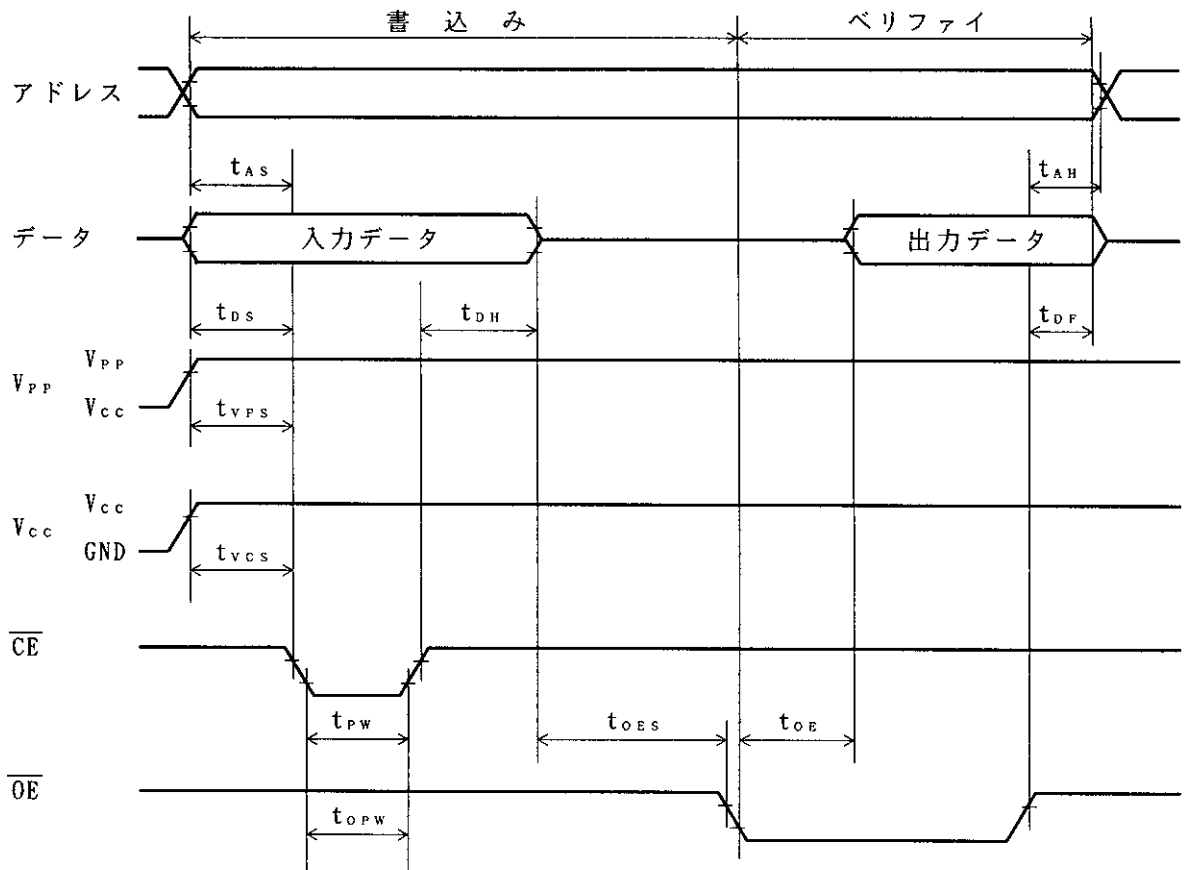 書込み ベリファイ
アドレス
tAS tAH
データ 入力データ 出力データ
tDS tDH tDF
VPP VPP
VCC
tVPS
VCC VCC
GND
tVCS
C̅E̅
tPW tOES tOE
O̅E̅
tOPW